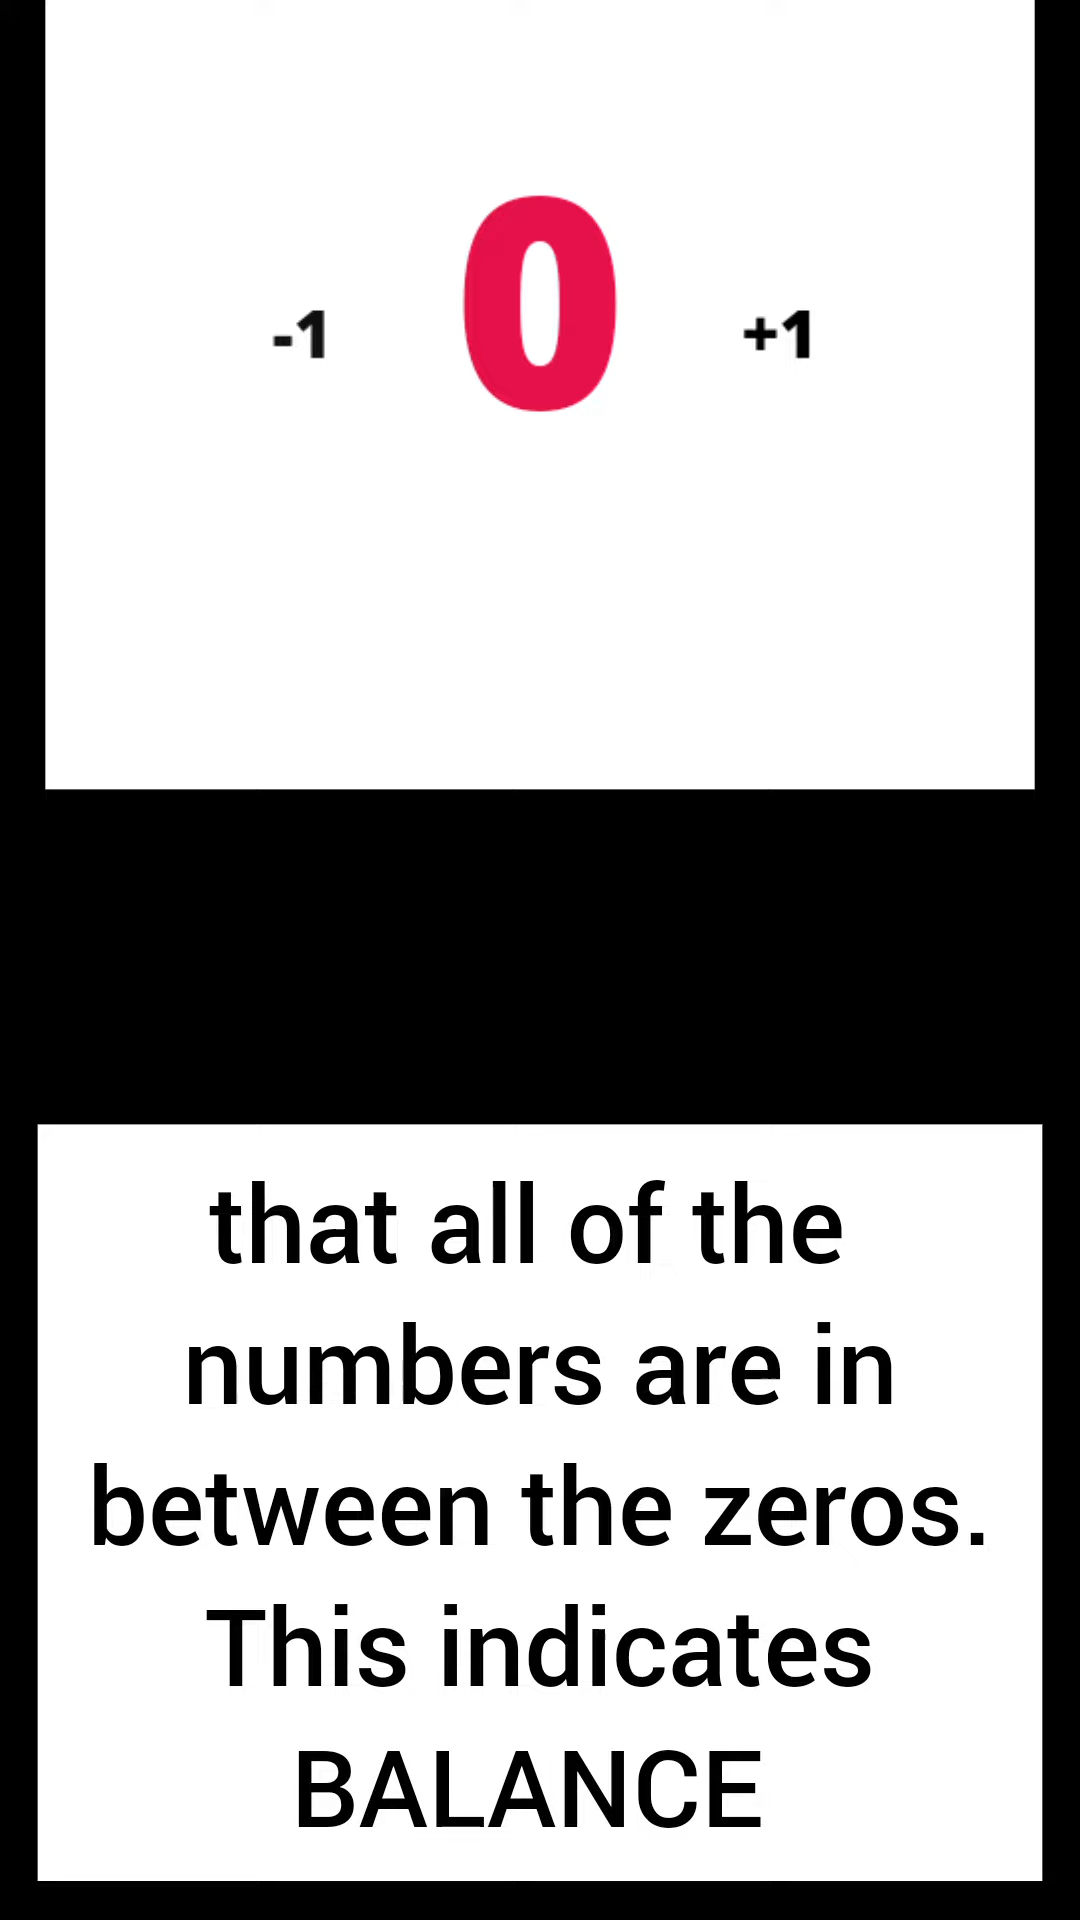 -1 0 +1
that all of the
numbers are in
between the zeros.
This indicates
BALANCE